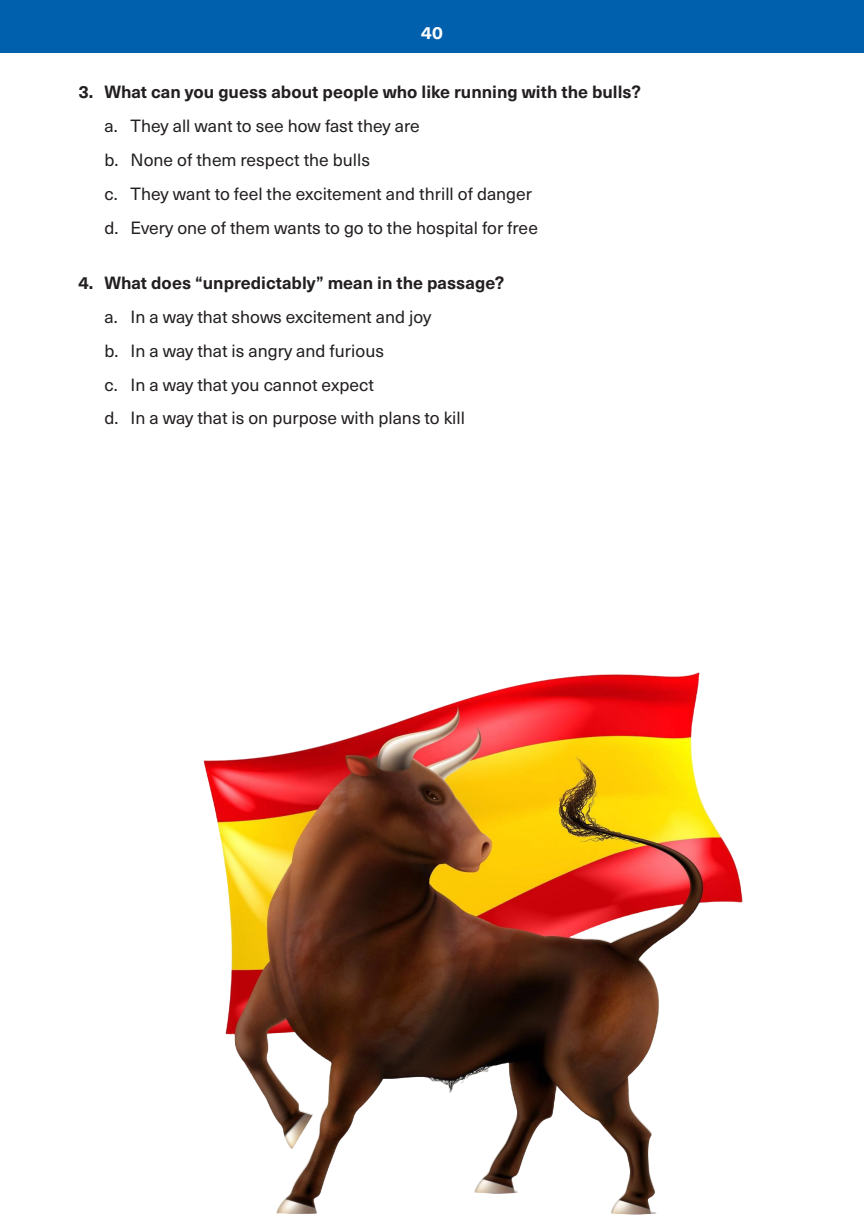 40
3. What can you guess about people who like running with the bulls?
a. They all want to see how fast they are
b. None of them respect the bulls
c. They want to feel the excitement and thrill of danger
d. Every one of them wants to go to the hospital for free
4. What does “unpredictably” mean in the passage?
a. In a way that shows excitement and joy
b. In a way that is angry and furious
c. In a way that you cannot expect
d. In a way that is on purpose with plans to kill